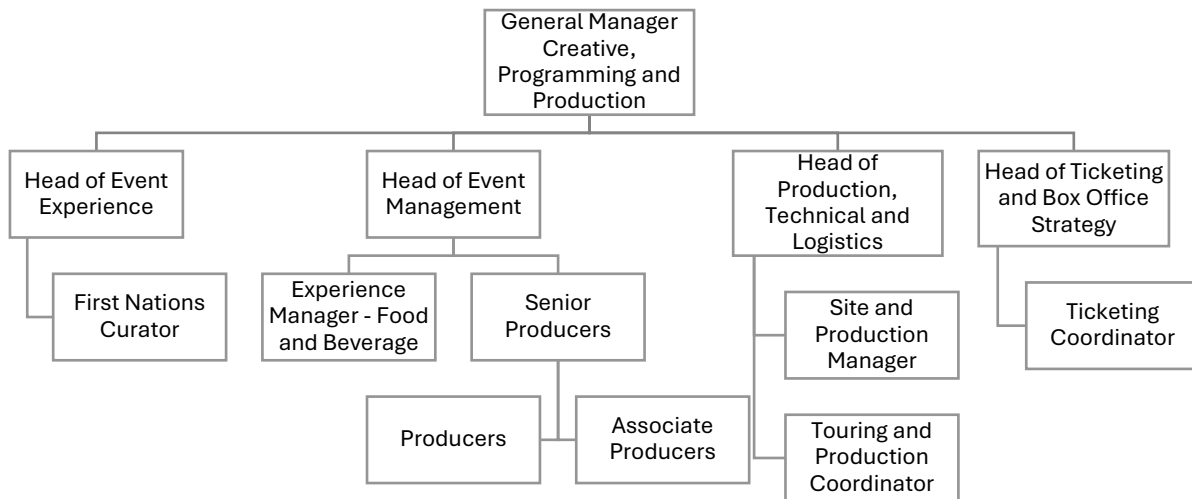 General Manager
Creative,
Programming and
Production
Head of Event
Experience
Head of Event
Management
Head of
Production,
Technical and
Logistics
Head of Ticketing
and Box Office
Strategy
First Nations
Curator
Experience
Manager - Food
and Beverage
Senior
Producers
Site and
Production
Manager
Ticketing
Coordinator
Producers
Associate
Producers
Touring and
Production
Coordinator